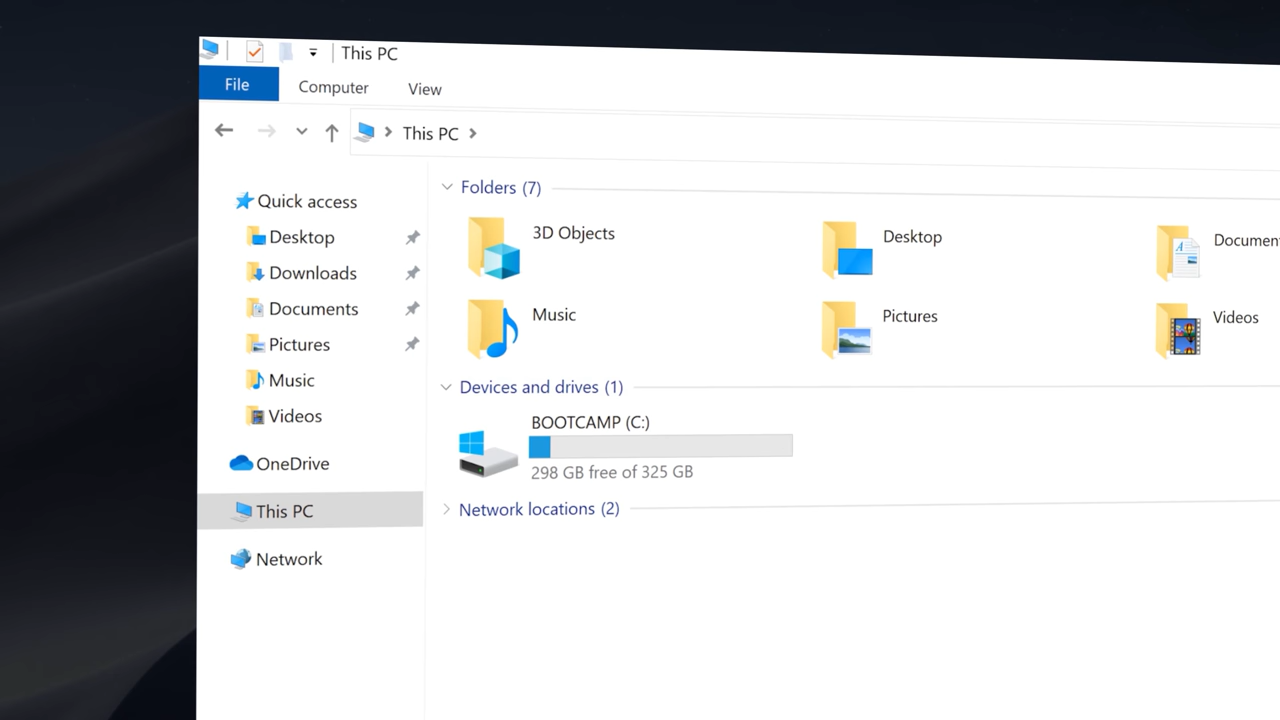 This PC
File
Computer
View
This PC
Quick access
Desktop
Downloads
Documents
Pictures
Music
Videos
OneDrive
This PC
Network
Folders (7)
3D Objects
Desktop
Documen
Music
Pictures
Videos
Devices and drives (1)
BOOTCAMP (C:)
298 GB free of 325 GB
Network locations (2)